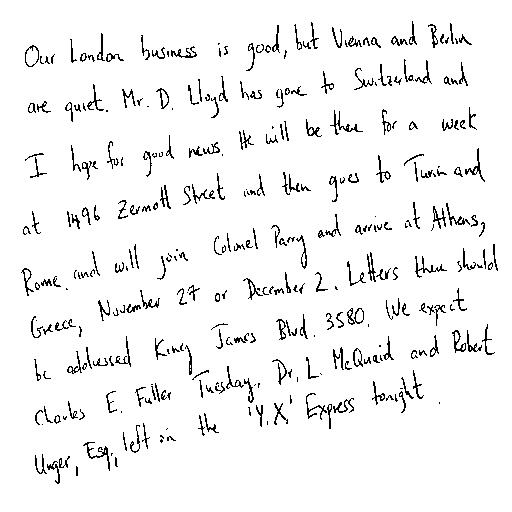 Our London business is good, but Vienna and Berlin
are quiet. Mr. D. Lloyd has gone to Switzerland and
I hope for good news. He will be there for a week
at 1496 Zermott Street and then goes to Turin and
Rome. and will join Colonel Parry and arrive at Athens,
Greece, November 27 or December 2. Letters there should
be addressed King James Blvd. 3580. We expect
Charles E. Fuller Tuesday. Dr. L. McQuaid and Robert
Unger, Esq., left on the 'Y.X.' Express tonight.